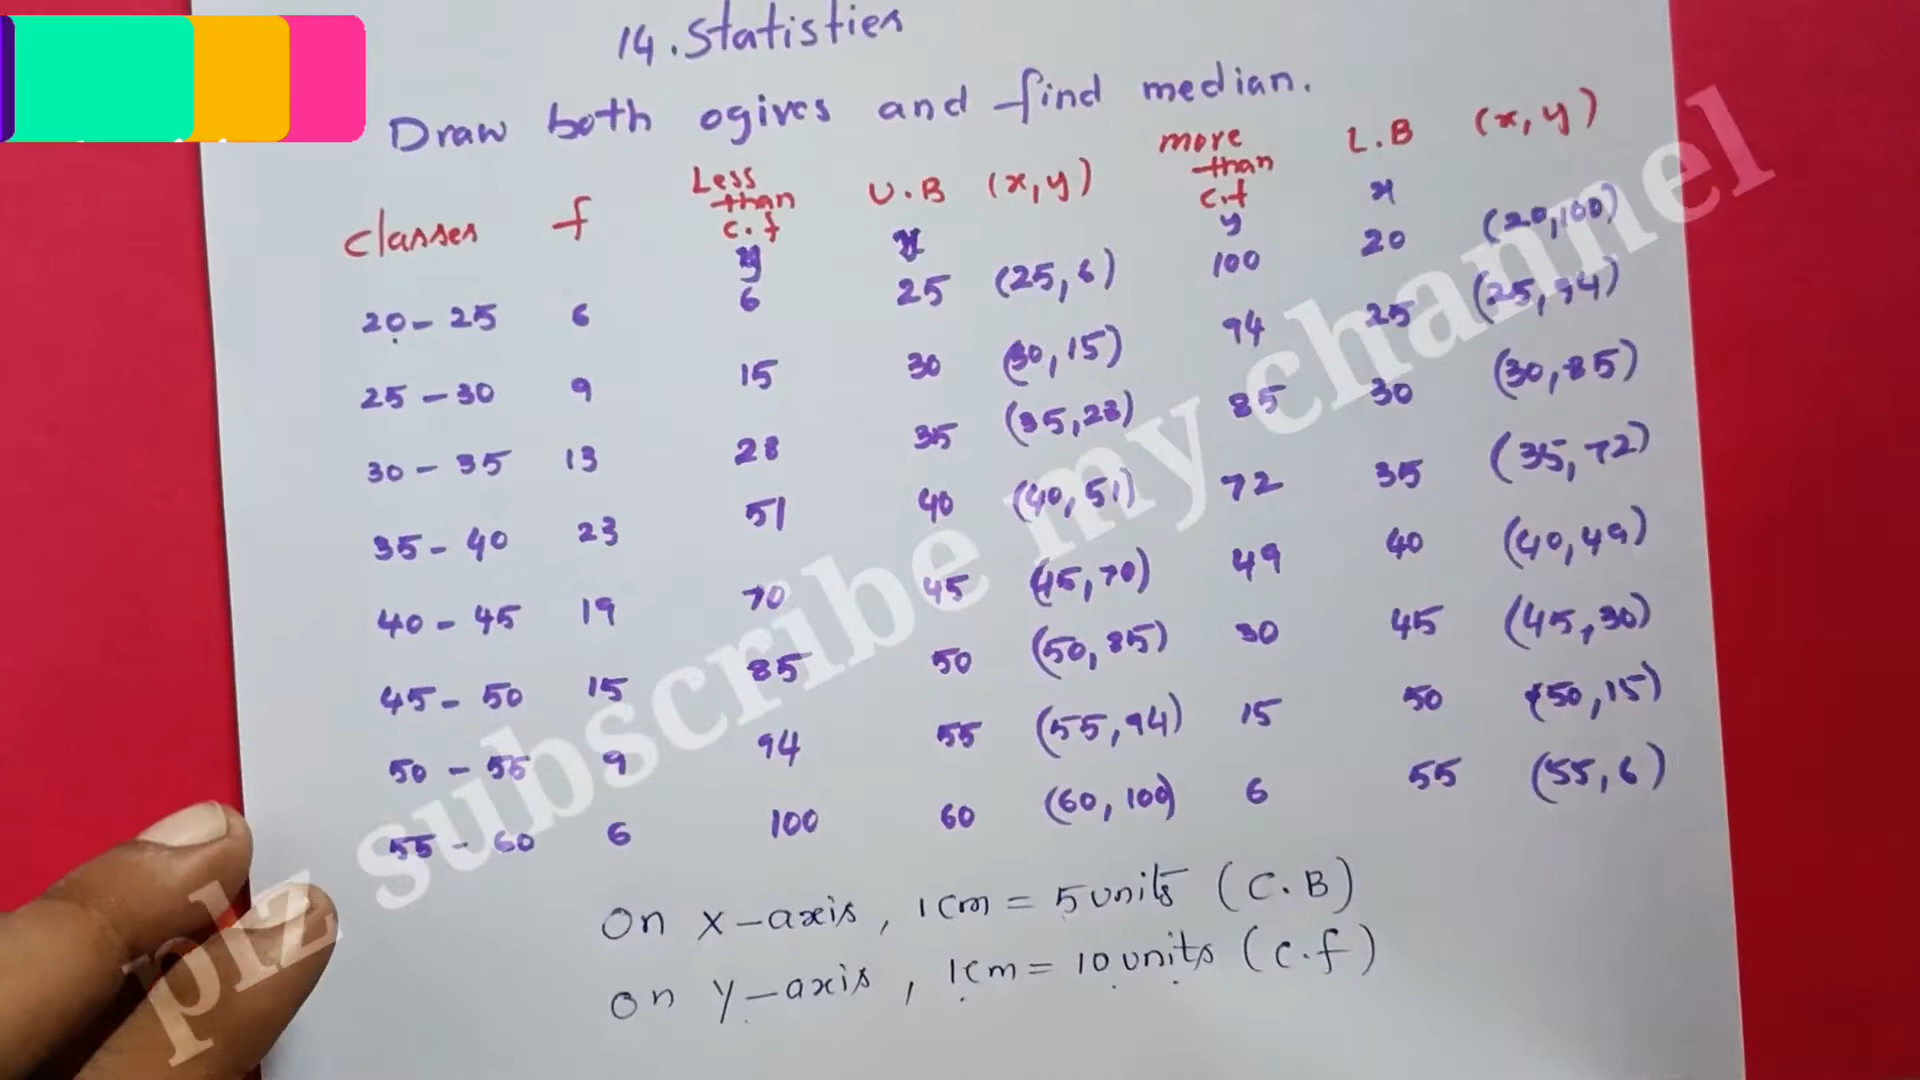 14. Statisties
Draw both ogives and find median.
classes f Less than c.f y U.B x (x,y) more than c.f y L.B x (x,y)
20 - 25 6 6 25 (25,6) 100 20 (20,100)
25 - 30 9 15 30 (30,15) 94 25 (25,94)
30 - 35 13 28 35 (35,28) 85 30 (30,85)
35 - 40 23 51 40 (40,51) 72 35 (35,72)
40 - 45 19 70 45 (45,70) 49 40 (40,49)
45 - 50 15 85 50 (50,85) 30 45 (45,30)
50 - 55 9 94 55 (55,94) 15 50 (50,15)
55 - 60 6 100 60 (60,100) 6 55 (55,6)
On X-axis, 1cm = 5 units (C.B)
on y-axis, 1cm = 10 units (c.f)
plz subscribe my channel